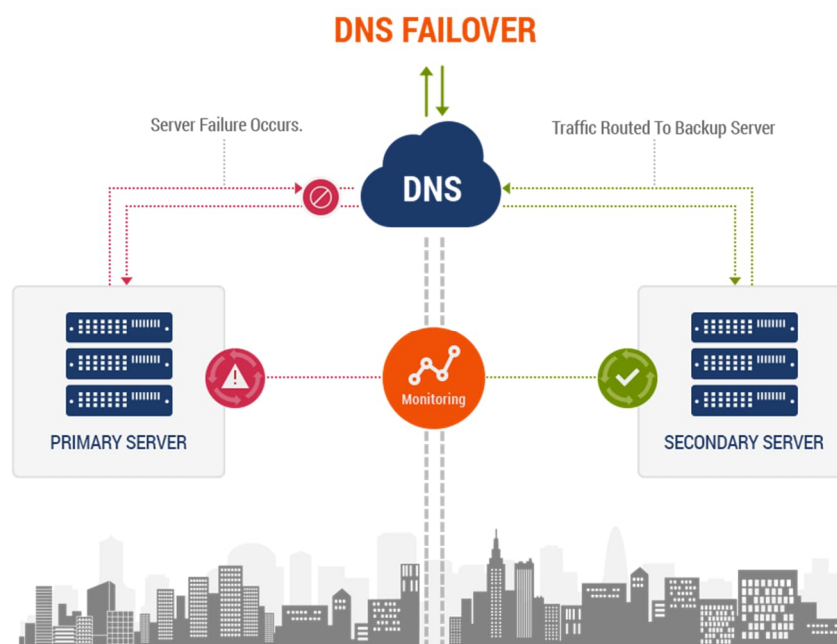 DNS FAILOVER
Server Failure Occurs.
Traffic Routed To Backup Server
DNS
Monitoring
PRIMARY SERVER
SECONDARY SERVER